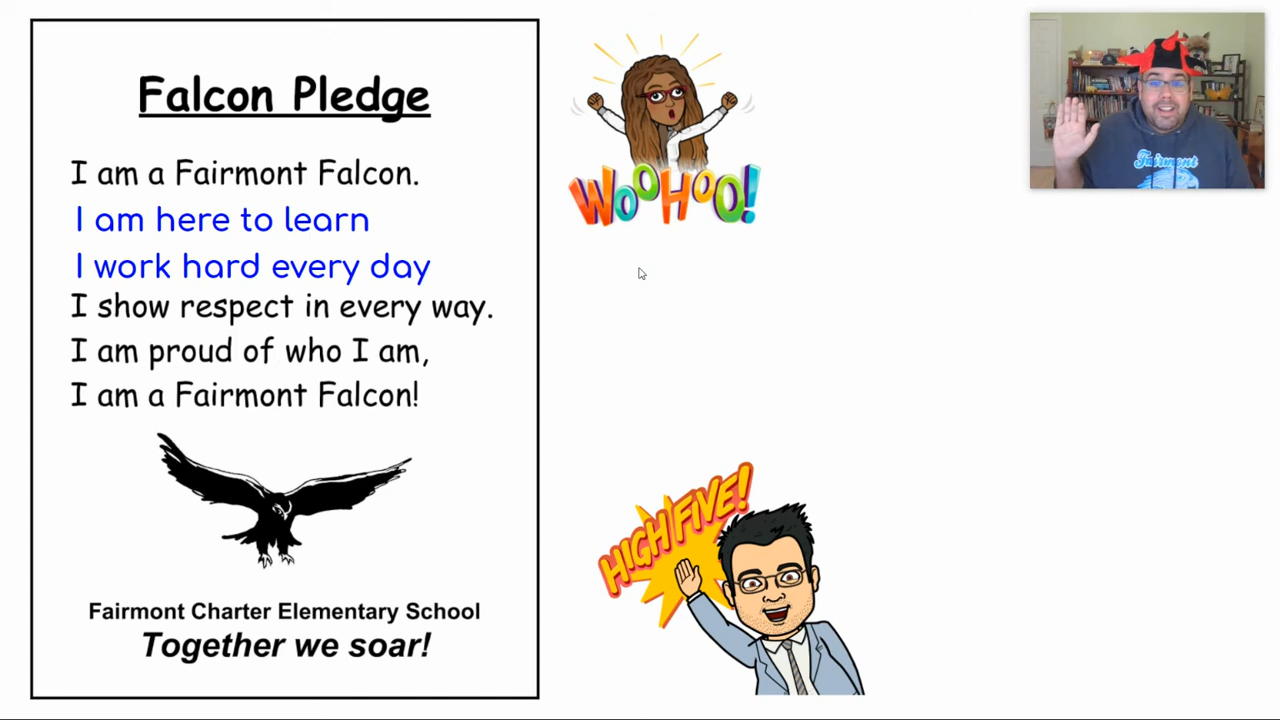 Falcon Pledge
I am a Fairmont Falcon.
I am here to learn
I work hard every day
I show respect in every way.
I am proud of who I am,
I am a Fairmont Falcon!
Fairmont Charter Elementary School
Together we soar!
WOOHOO!
HIGH FIVE!
Fairmont